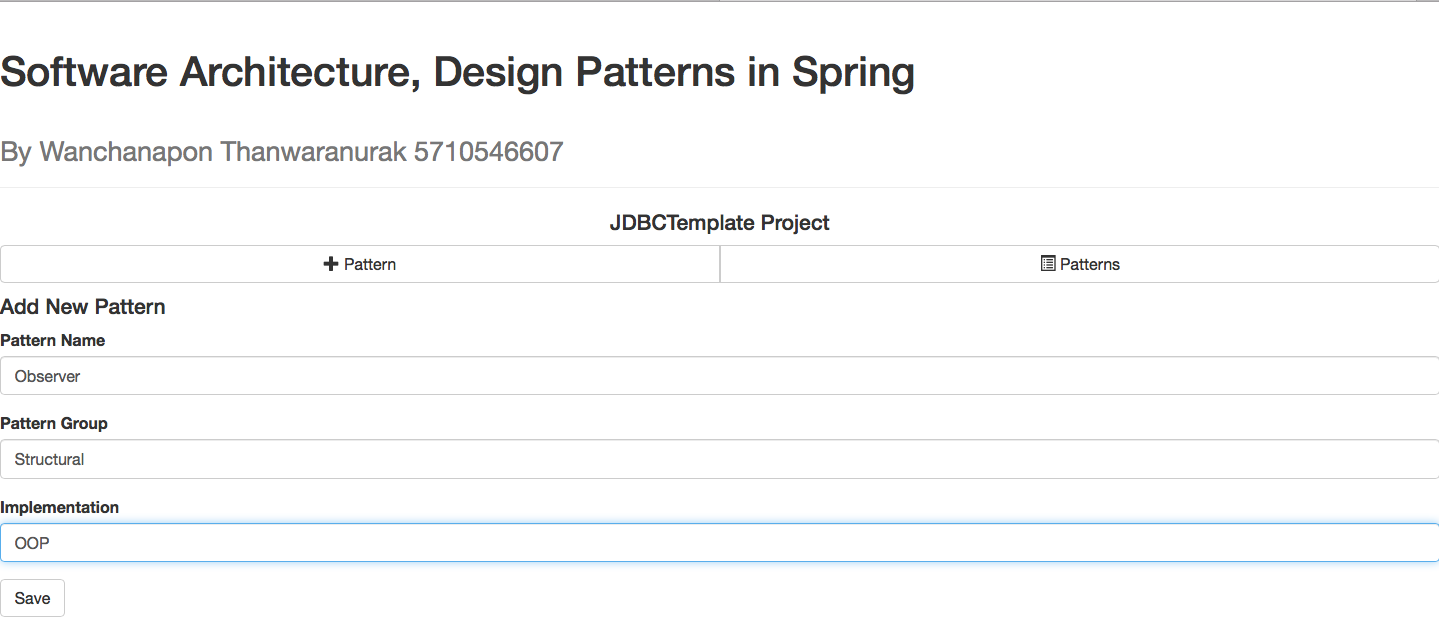 Software Architecture, Design Patterns in Spring
By Wanchanapon Thanwaranurak 5710546607
JDBCTemplate Project
Pattern
Patterns
Add New Pattern
Pattern Name
Observer
Pattern Group
Structural
Implementation
OOP
Save